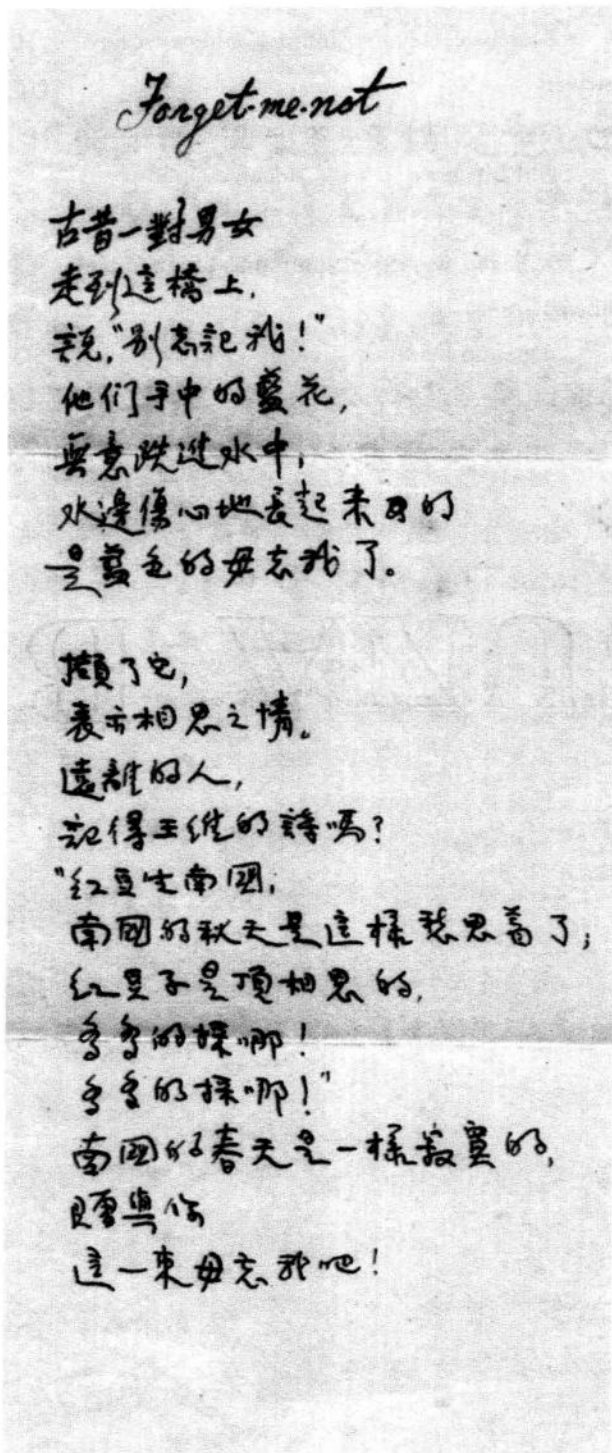 Forget-me-not
古昔一對男女
走到這橋上,
說,"別忘記我!"
他们手中的藍花,
無意跌進水中,
水邊傷心地長起來的
是藍色的毋忘我了。
擷了它,
表示相思之情。
遠離的人,
記得王維的詩嗎?
"紅豆生南國,
南國的秋天是這樣愁思着了;
紅豆子是頂相思的,
多多的採哪!
多多的採哪!"
南國的春天是一樣寂寞的,
贈與你
這一束毋忘我吧!